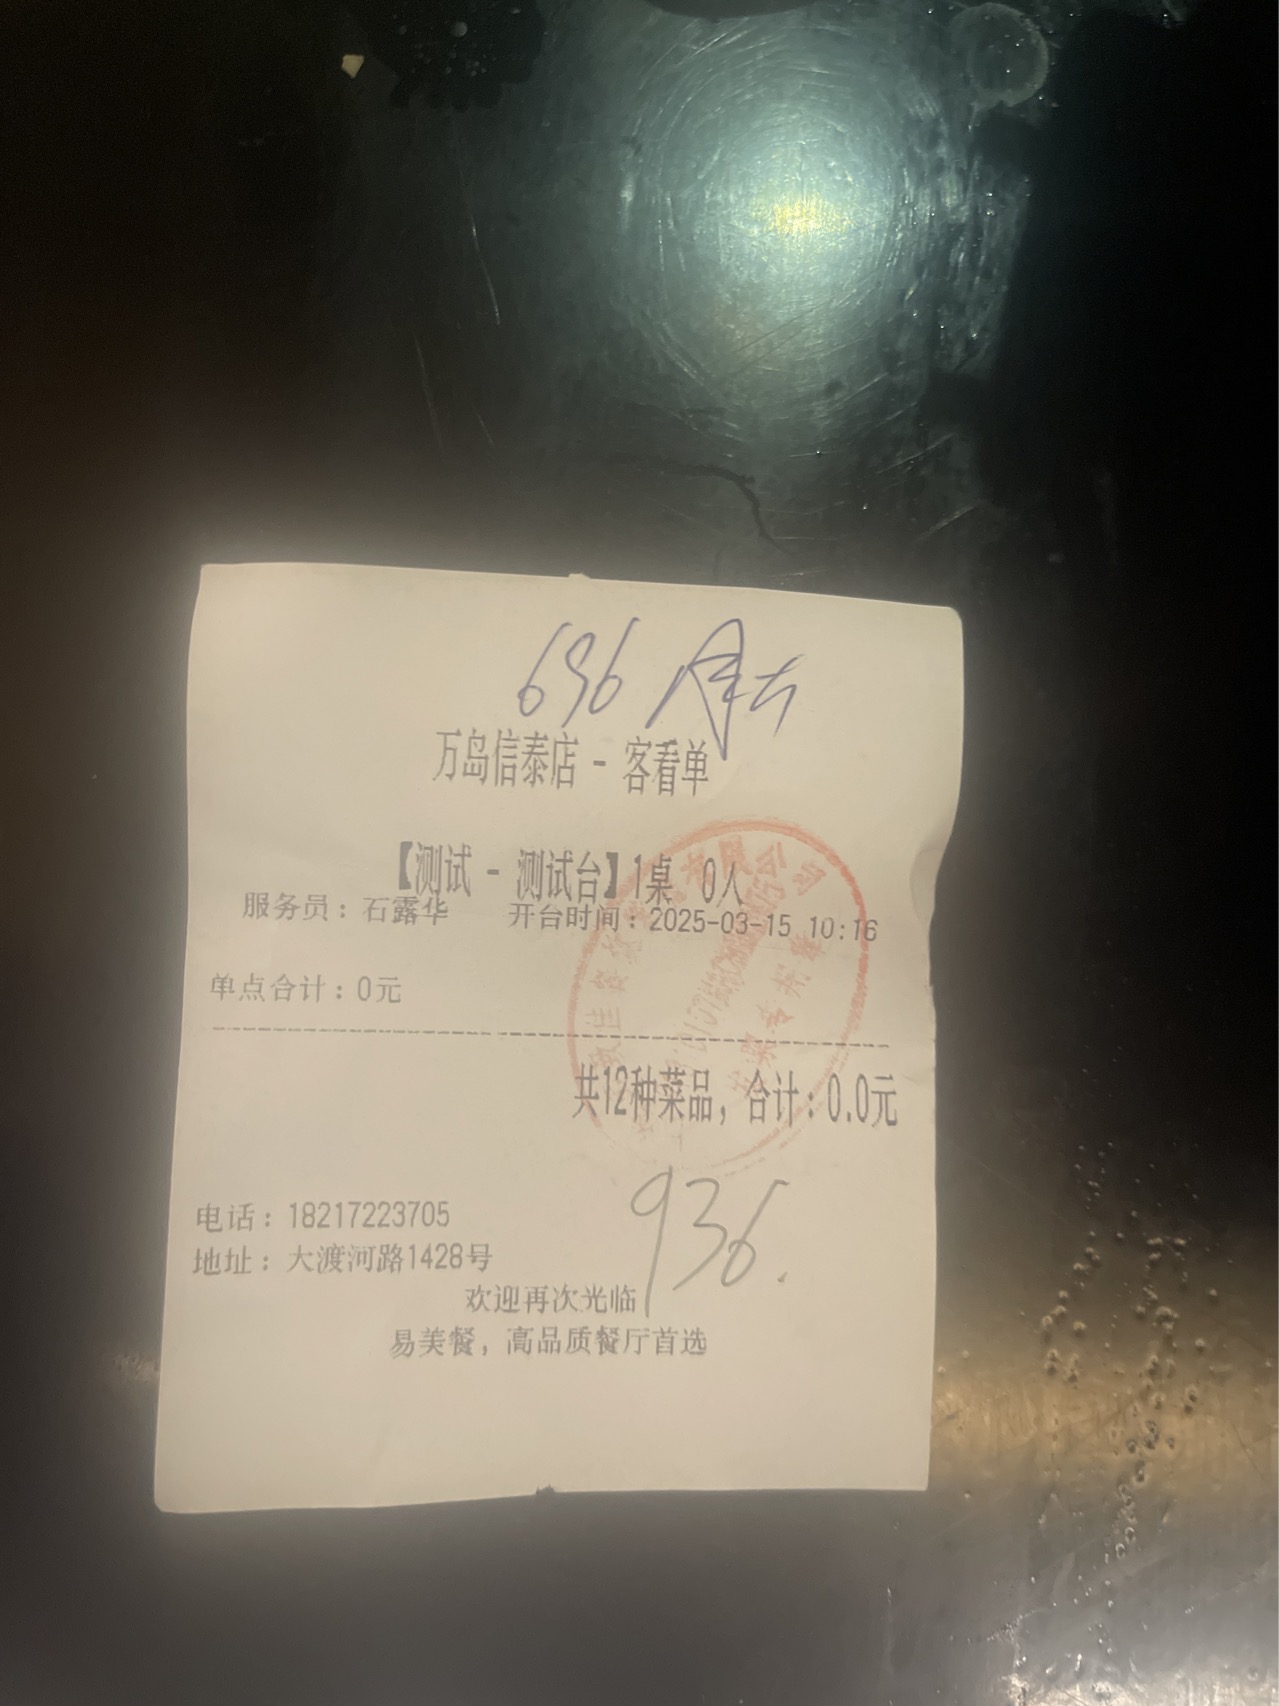 696
万岛信泰店 - 客看单
【测试 - 测试台】1桌 0人
服务员：石露华 开台时间：2025-03-15 10:16
单点合计：0元
共12种菜品，合计：0.0元
936.
电话：18217223705
地址：大渡河路1428号
欢迎再次光临
易美餐，高品质餐厅首选